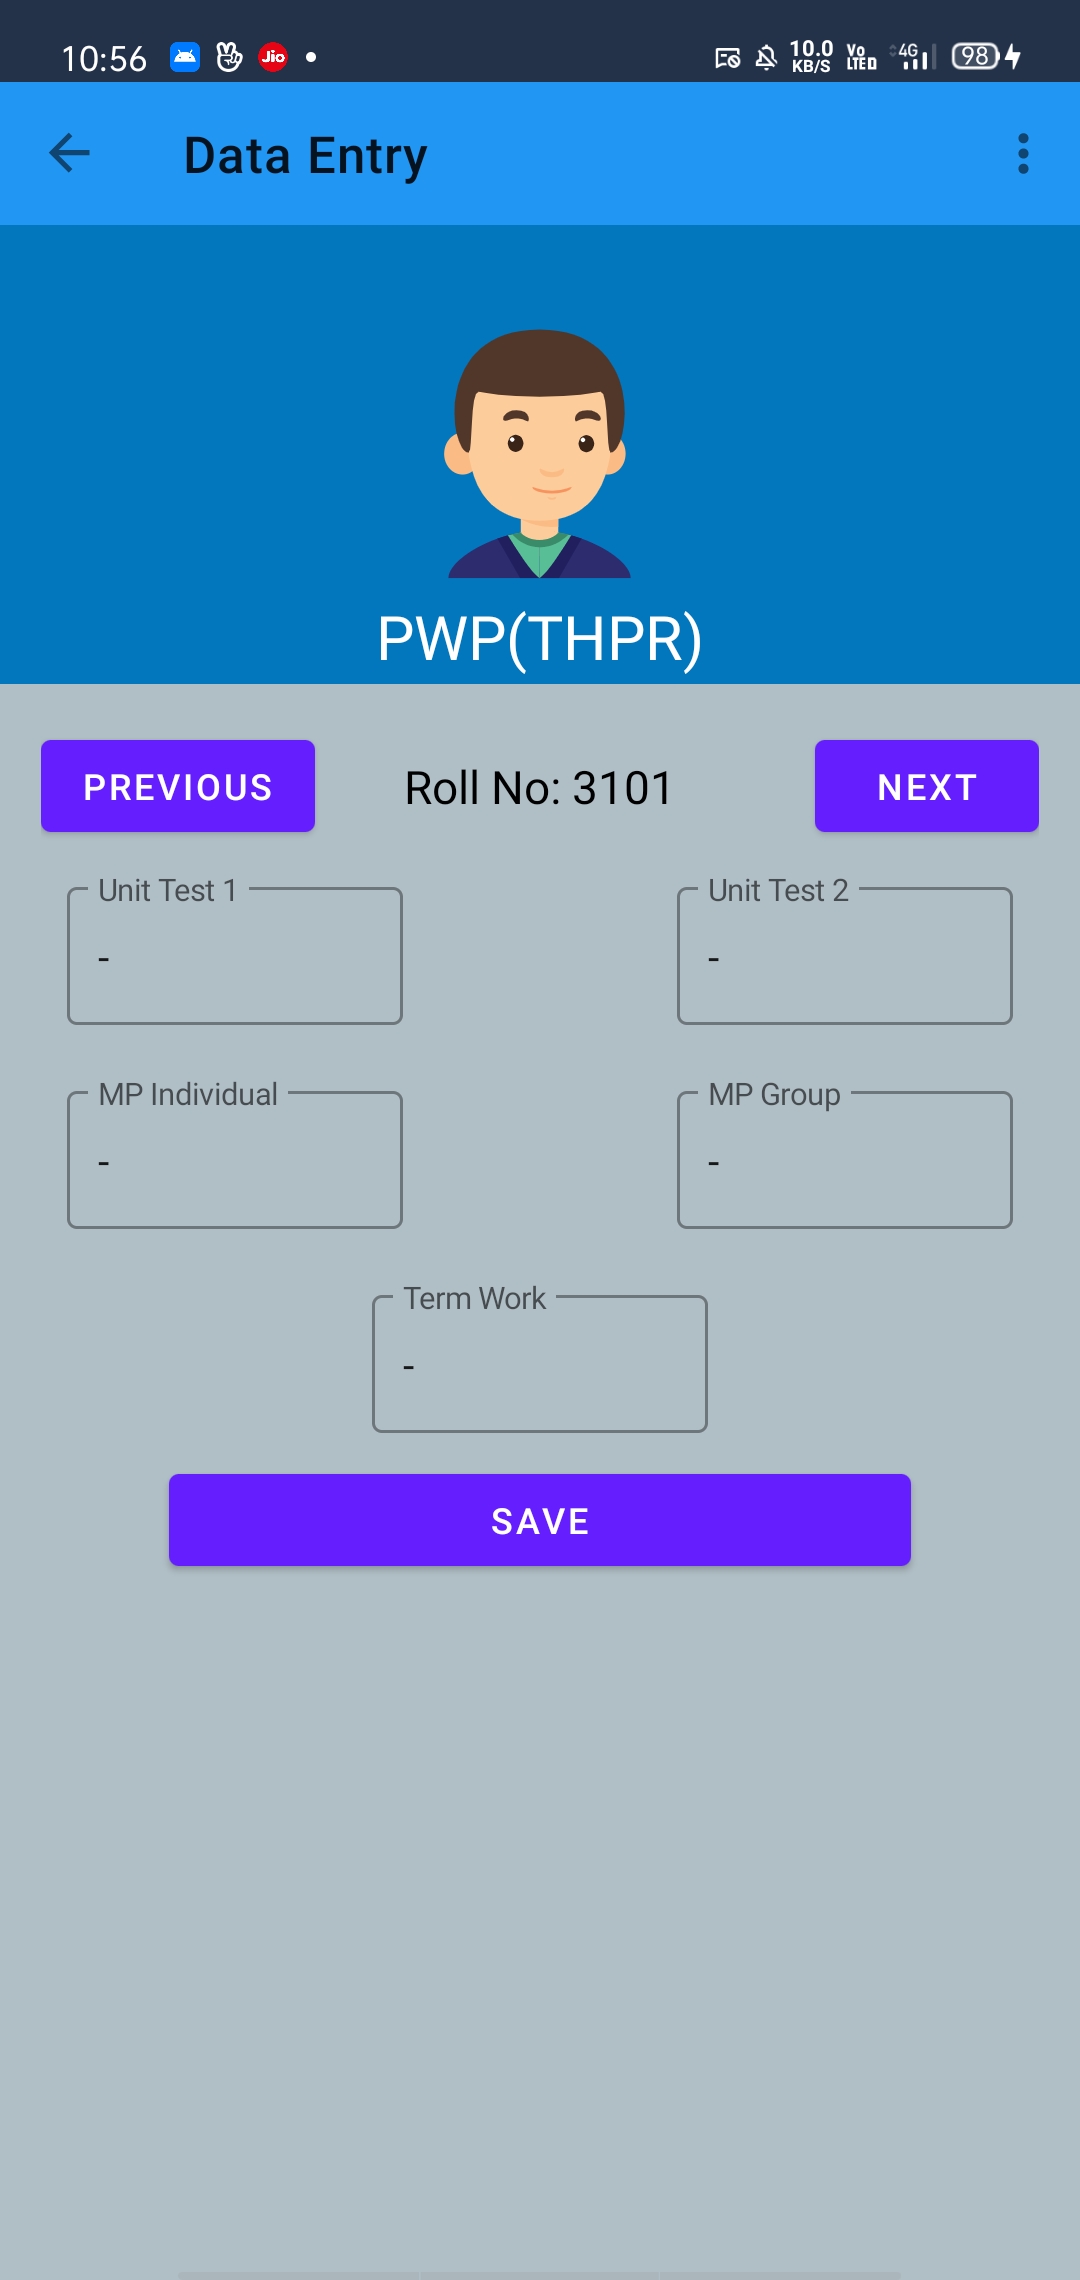 10:56 Jio 10.0 KB/S Vo LTE D 4G 98
Data Entry
PWP(THPR)
PREVIOUS Roll No: 3101 NEXT
Unit Test 1 Unit Test 2
- -
MP Individual MP Group
- -
Term Work
-
SAVE